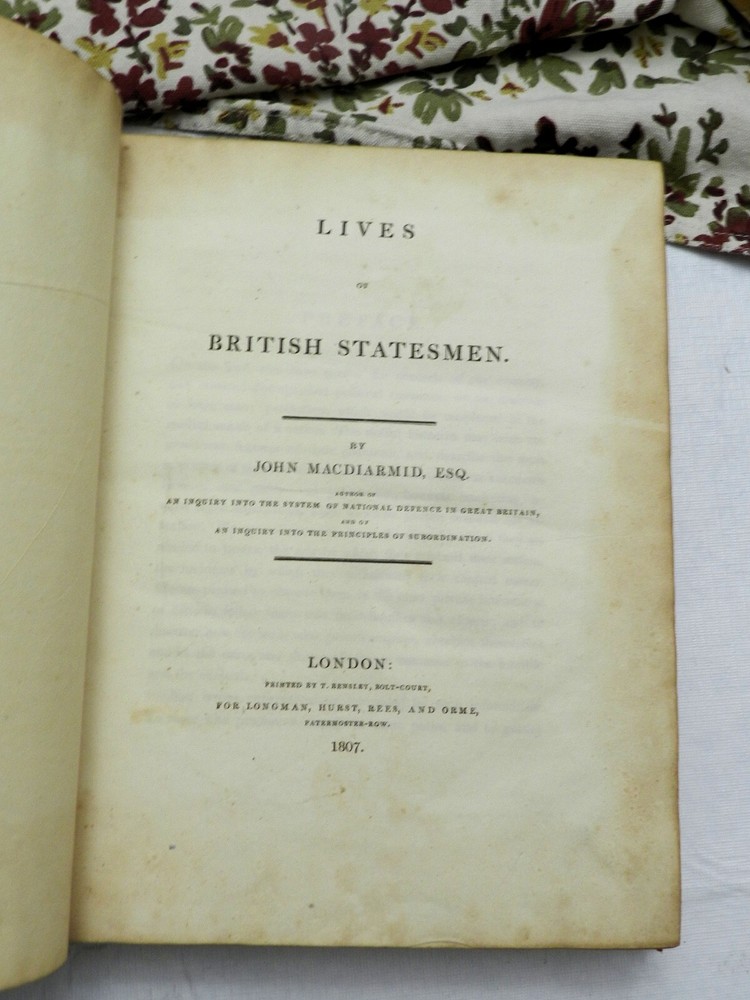 LIVES
OF
BRITISH STATESMEN.
BY
JOHN MACDIARMID, ESQ.
AUTHOR OF
AN INQUIRY INTO THE SYSTEM OF NATIONAL DEFENCE IN GREAT BRITAIN,
AND OF
AN INQUIRY INTO THE PRINCIPLES OF SUBORDINATION.
LONDON:
PRINTED BY T. BENSLEY, BOLT-COURT,
FOR LONGMAN, HURST, REES, AND ORME,
PATERNOSTER-ROW.
1807.